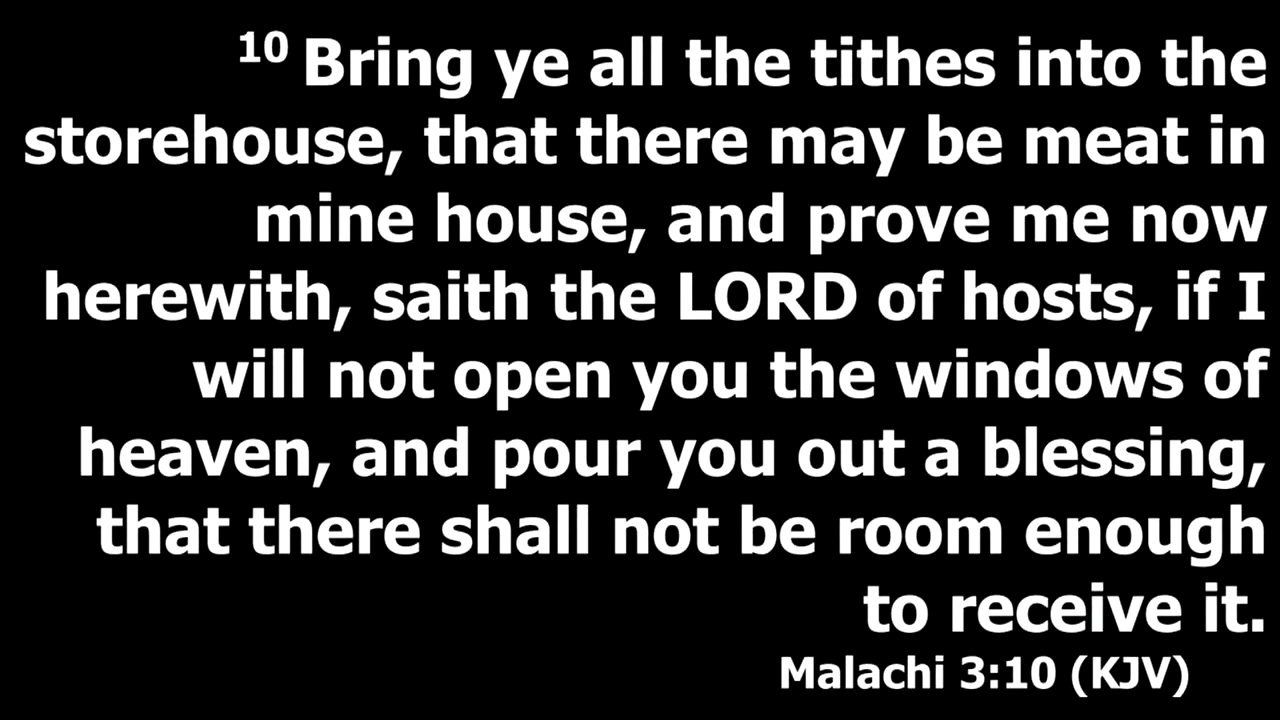 10 Bring ye all the tithes into the
storehouse, that there may be meat in
mine house, and prove me now
herewith, saith the LORD of hosts, if I
will not open you the windows of
heaven, and pour you out a blessing,
that there shall not be room enough
to receive it.
Malachi 3:10 (KJV)